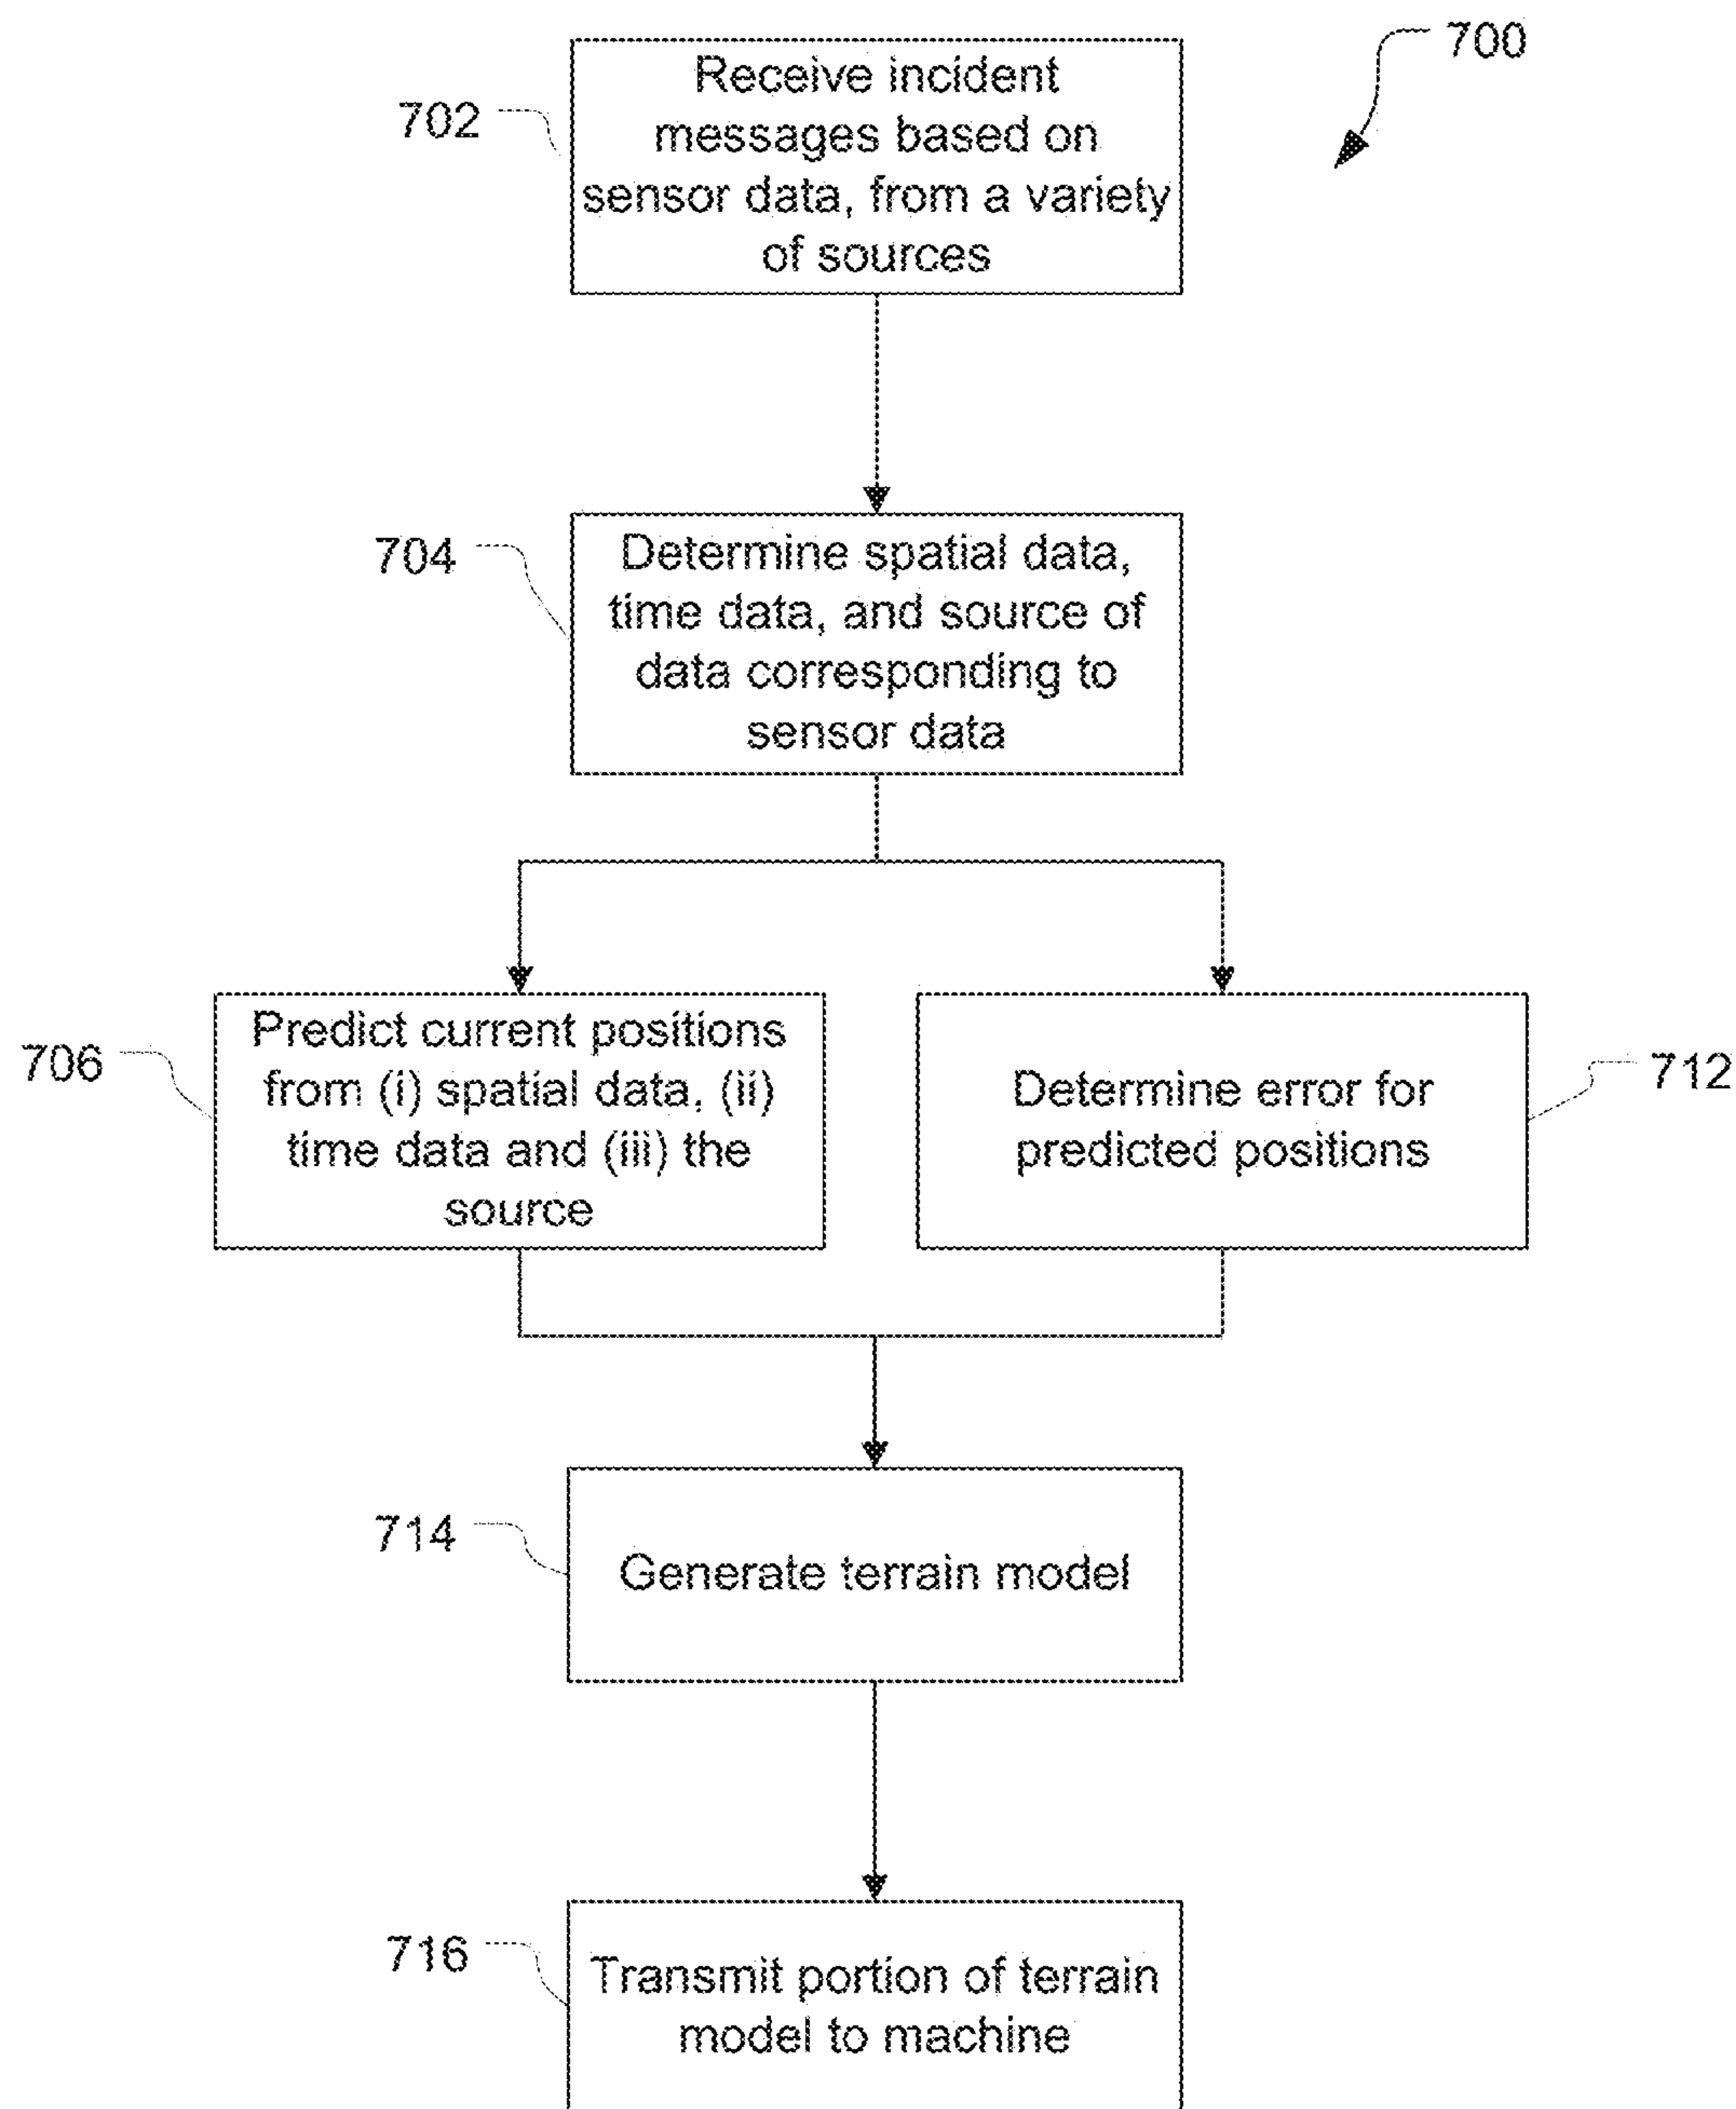 700
702
Receive incident
messages based on
sensor data, from a variety
of sources
704
Determine spatial data,
time data, and source of
data corresponding to
sensor data
706
Predict current positions
from (i) spatial data, (ii)
time data and (iii) the
source
Determine error for
predicted positions
712
714
Generate terrain model
716
Transmit portion of terrain
model to machine